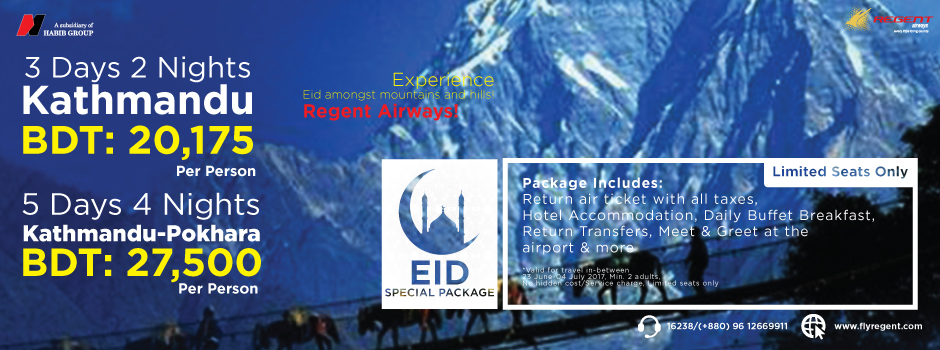 A subsidiary of
HABIB GROUP
REGENT
3 Days 2 Nights
Kathmandu
BDT: 20,175
Per Person
5 Days 4 Nights
Kathmandu-Pokhara
BDT: 27,500
Per Person
Experience
Eid amongst mountains and hills!
Regent Airways!
EID
SPECIAL PACKAGE
Limited Seats Only
Package Includes:
Return air ticket with all taxes,
Hotel Accommodation, Daily Buffet Breakfast,
Return Transfers, Meet & Greet at the
airport & more
*Valid for travel in-between
23 June-04 July 2017, Min. 2 adults,
No hidden cost/Service charge, Limited seats only
16238/(+880) 96 12669911
www.flyregent.com